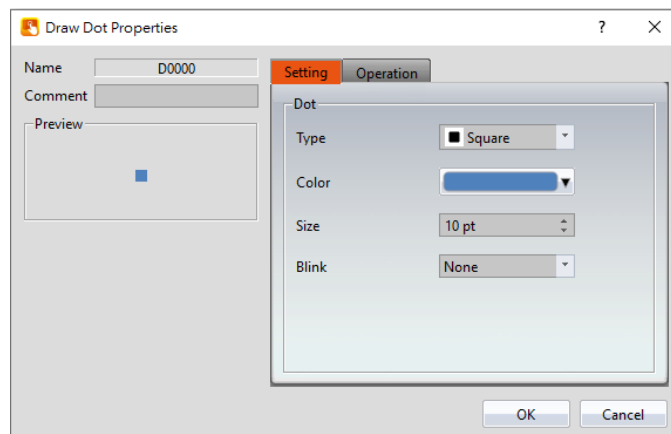 Draw Dot Properties
?
Name D0000
Comment
Preview
Setting Operation
Dot
Type Square
Color
Size 10 pt
Blink None
OK Cancel